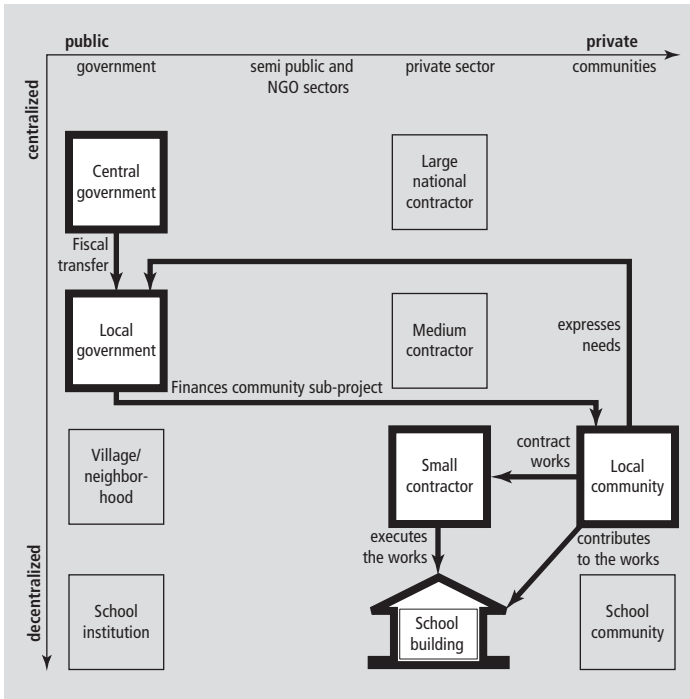 public
private
government
semi public and
NGO sectors
private sector
communities
centralized
Central
government
Large
national
contractor
Fiscal
transfer
Local
government
Medium
contractor
expresses
needs
Finances community sub-project
Village/
neighbor-
hood
Small
contractor
contract
works
Local
community
executes
the works
contributes
to the works
decentralized
School
institution
School
building
School
community